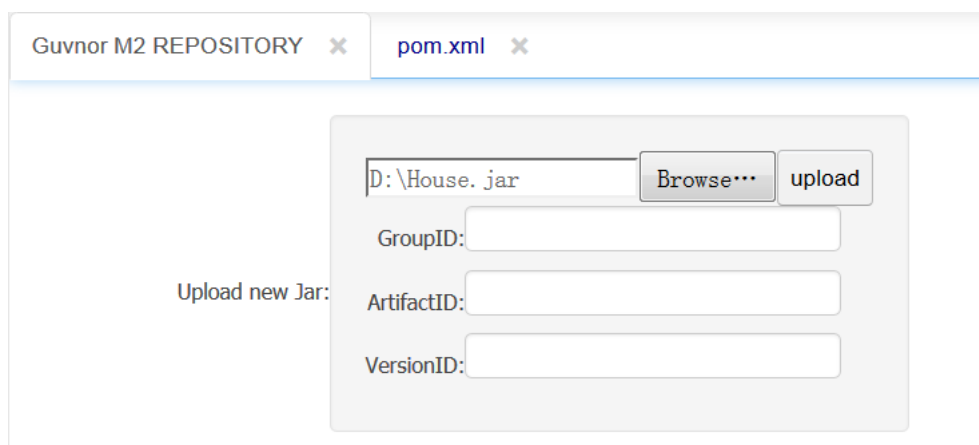 Guvnor M2 REPOSITORY
pom.xml
D:\House.jar
Browse…
upload
GroupID:
Upload new Jar:
ArtifactID:
VersionID: